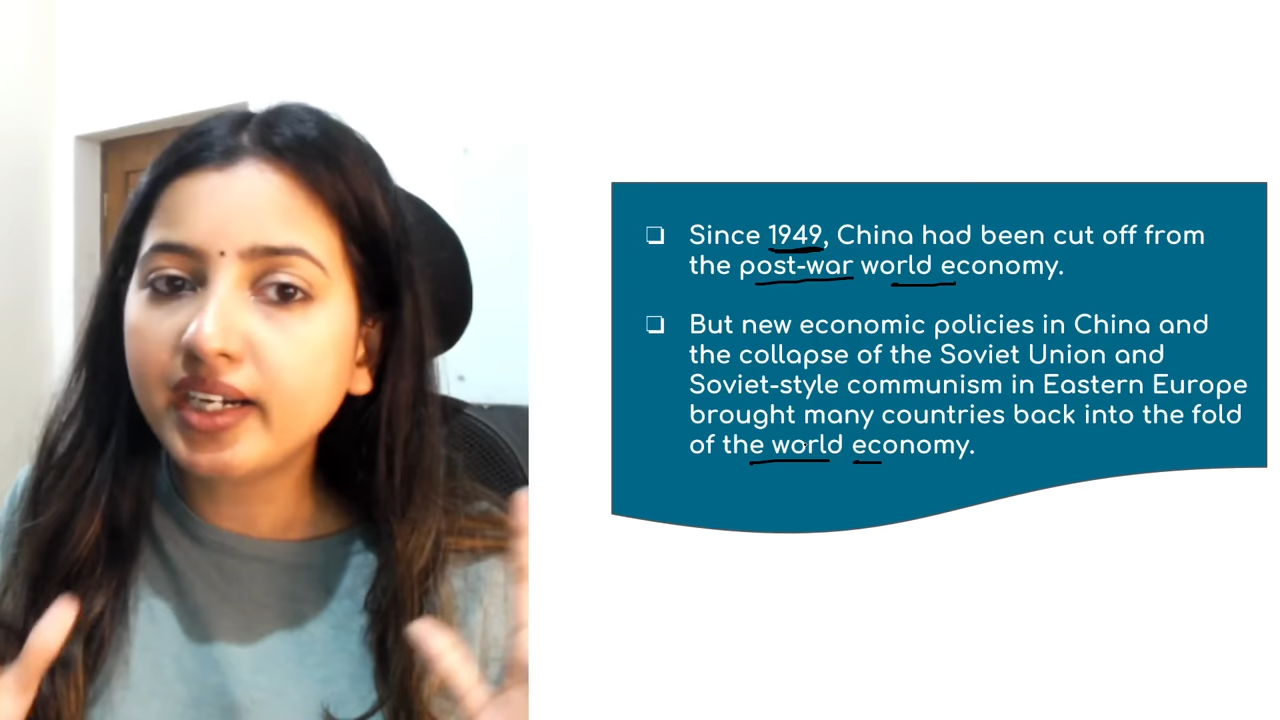 Since 1949, China had been cut off from
the post-war world economy.
But new economic policies in China and
the collapse of the Soviet Union and
Soviet-style communism in Eastern Europe
brought many countries back into the fold
of the world economy.